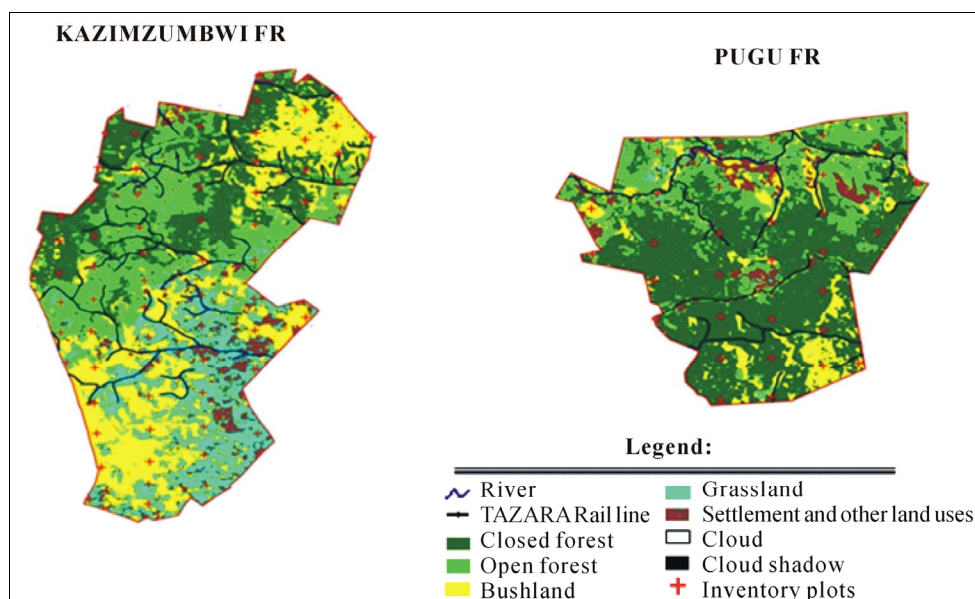 KAZIMZUMBWI FR
PUGU FR
Legend:
River
TAZARA Rail line
Closed forest
Open forest
Bushland
Grassland
Settlement and other land uses
Cloud
Cloud shadow
Inventory plots